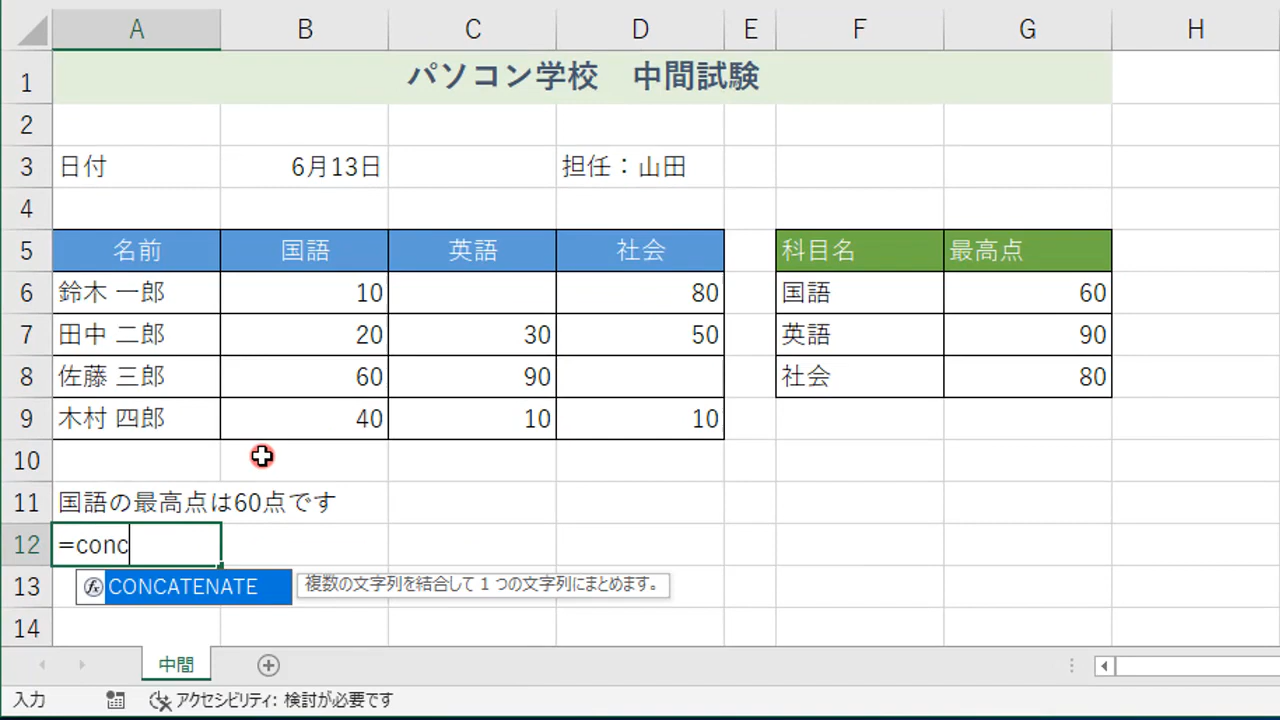 A B C D E F G H
1 パソコン学校　中間試験
2
3 日付 6月13日 担任：山田
4
5 名前 国語 英語 社会 科目名 最高点
6 鈴木 一郎 10 80 国語 60
7 田中 二郎 20 30 50 英語 90
8 佐藤 三郎 60 90 社会 80
9 木村 四郎 40 10 10
10
11 国語の最高点は60点です
12 =conc
13 fx CONCATENATE 複数の文字列を結合して 1 つの文字列にまとめます。
14
中間
入力 アクセシビリティ: 検討が必要です